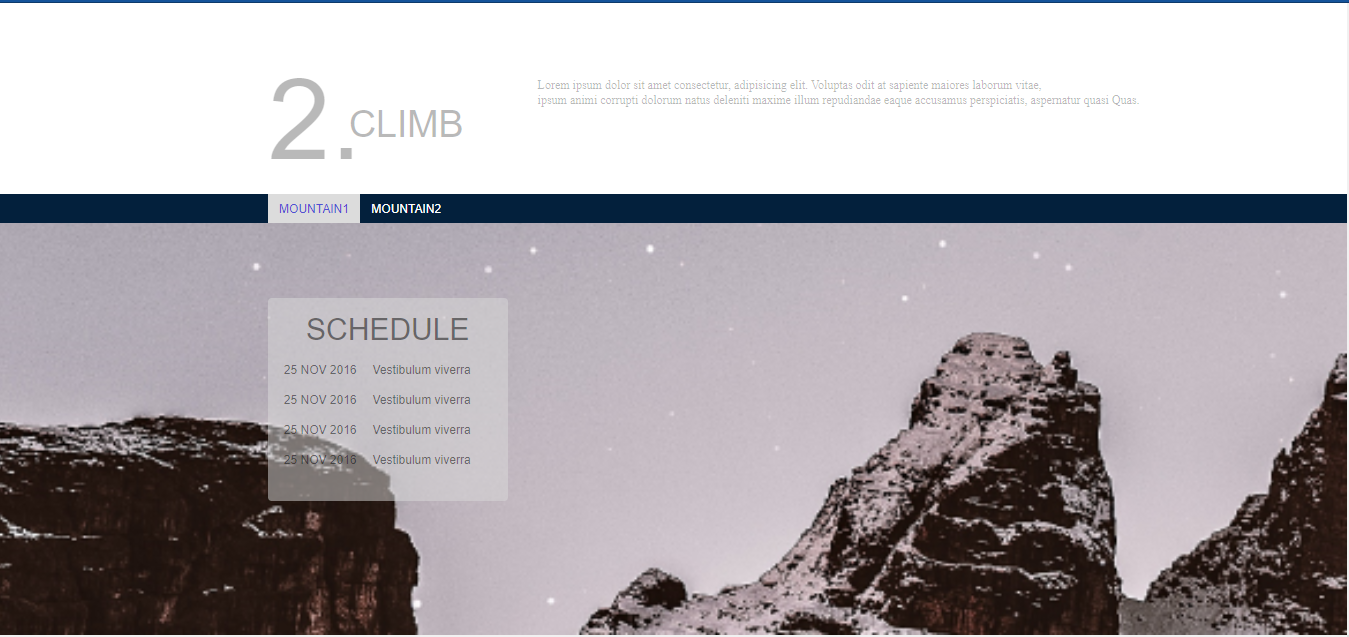 2.
CLIMB
Lorem ipsum dolor sit amet consectetur, adipisicing elit. Voluptas odit at sapiente maiores laborum vitae,
ipsum animi corrupti dolorum natus deleniti maxime illum repudiandae eaque accusamus perspiciatis, aspernatur quasi Quas.
MOUNTAIN1 MOUNTAIN2
SCHEDULE
25 NOV 2016 Vestibulum viverra
25 NOV 2016 Vestibulum viverra
25 NOV 2016 Vestibulum viverra
25 NOV 2016 Vestibulum viverra